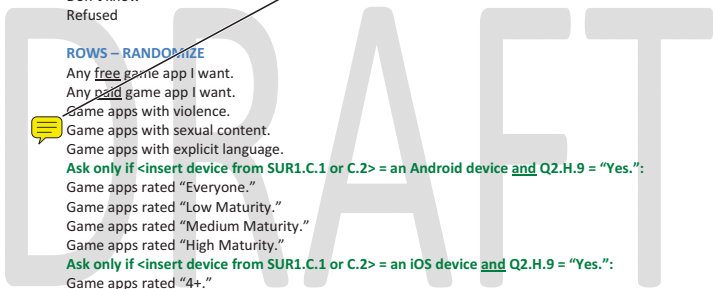 Refused
ROWS – RANDOMIZE
Any free game app I want.
Any paid game app I want.
Game apps with violence.
Game apps with sexual content.
Game apps with explicit language.
Ask only if <insert device from SUR1.C.1 or C.2> = an Android device and Q2.H.9 = “Yes.”:
Game apps rated “Everyone.”
Game apps rated “Low Maturity.”
Game apps rated “Medium Maturity.”
Game apps rated “High Maturity.”
Ask only if <insert device from SUR1.C.1 or C.2> = an iOS device and Q2.H.9 = “Yes.”:
Game apps rated “4+.”
DRAFT